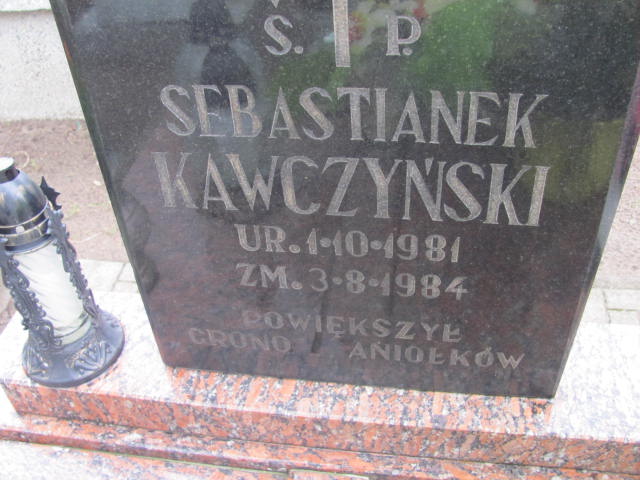 Ś. P.
SEBASTIANEK
KAWCZYŃSKI
UR. 1·10·1981
ZM. 3·8·1984
POWIĘKSZYŁ
GRONO ANIOŁKÓW